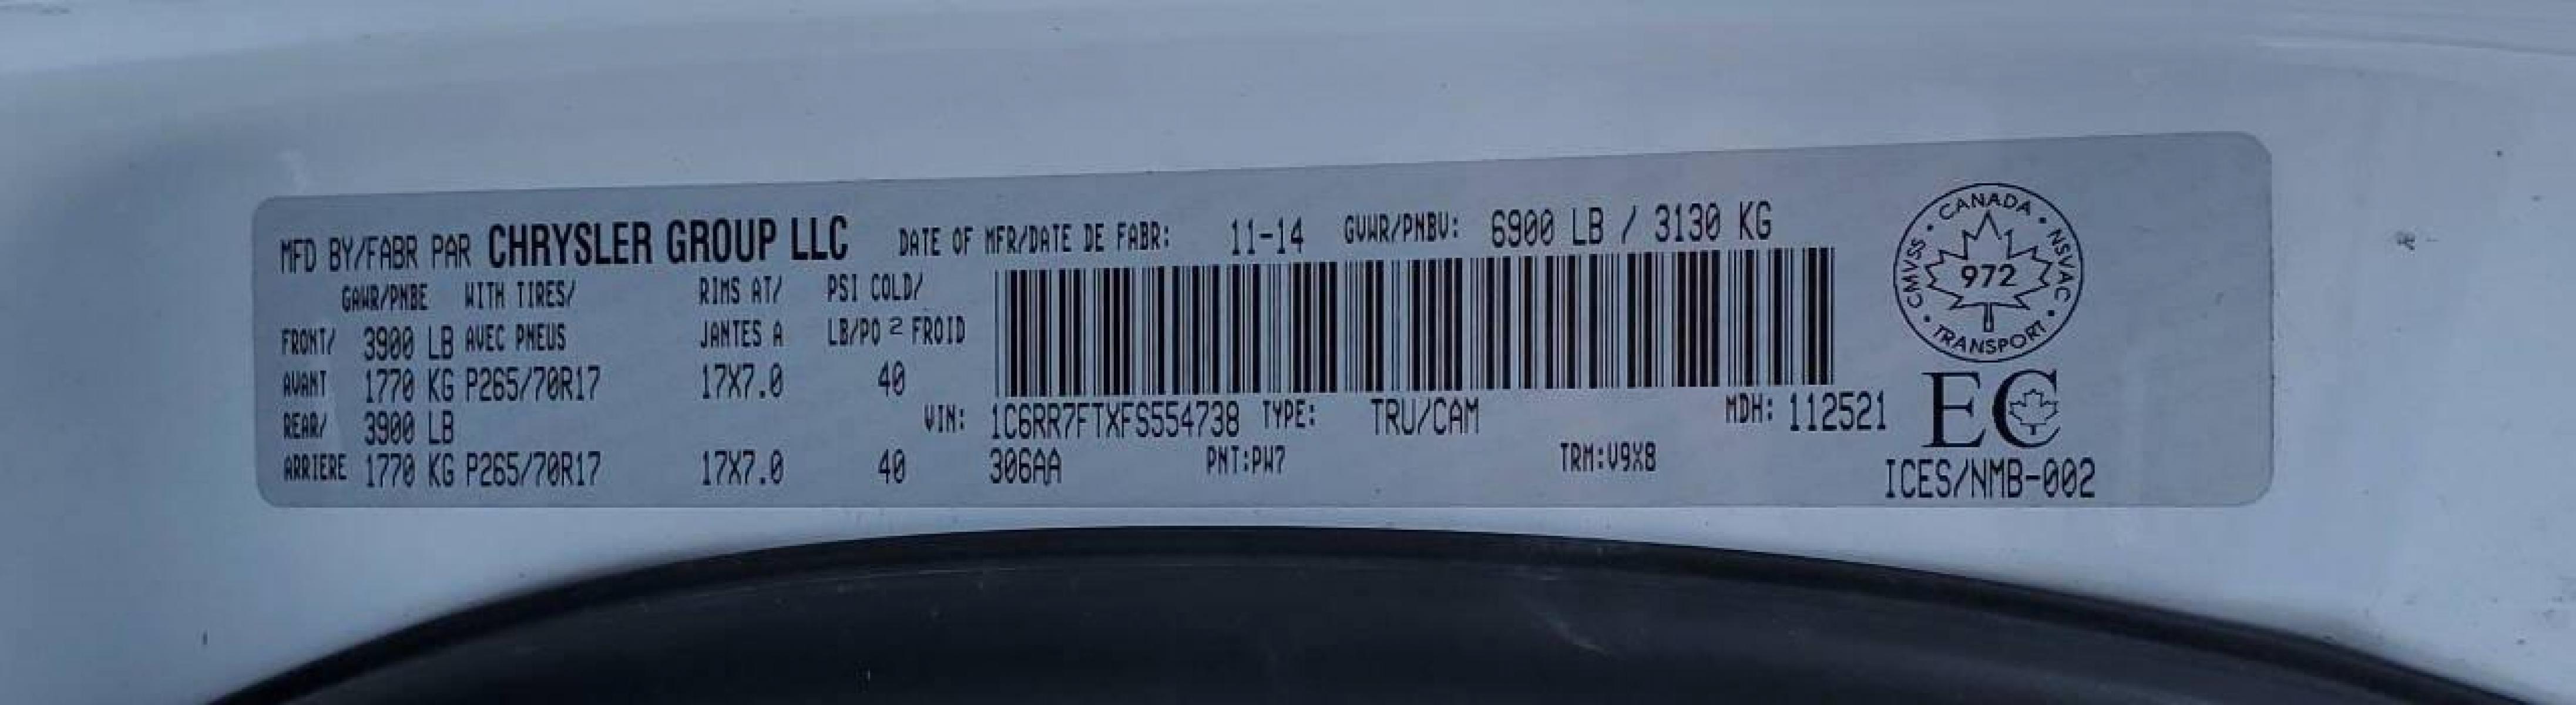 MFD BY/FABR PAR CHRYSLER GROUP LLC DATE OF MFR/DATE DE FABR: 11-14 GVWR/PNBV: 6900 LB / 3130 KG
GAWR/PNBE WITH TIRES/ RIMS AT/ PSI COLD/
FRONT/ 3900 LB AVEC PNEUS JANTES A LB/PO 2 FROID
AVANT 1770 KG P265/70R17 17X7.0 40
REAR/ 3900 LB
VIN: 1C6RR7FTXFS554738 TYPE: TRU/CAM MDH: 112521
ARRIERE 1770 KG P265/70R17 17X7.0 40
306AA PNT:PW7 TRM:V9X8
CANADA · NSVAC · TRANSPORT · CMVSS ·
972
EC
ICES/NMB-002